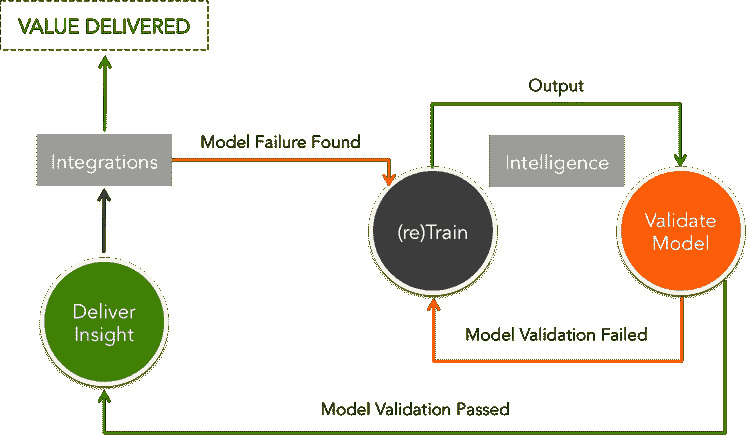 VALUE DELIVERED
Output
Integrations
Model Failure Found
Intelligence
(re)Train
Validate
Model
Deliver
Insight
Model Validation Failed
Model Validation Passed